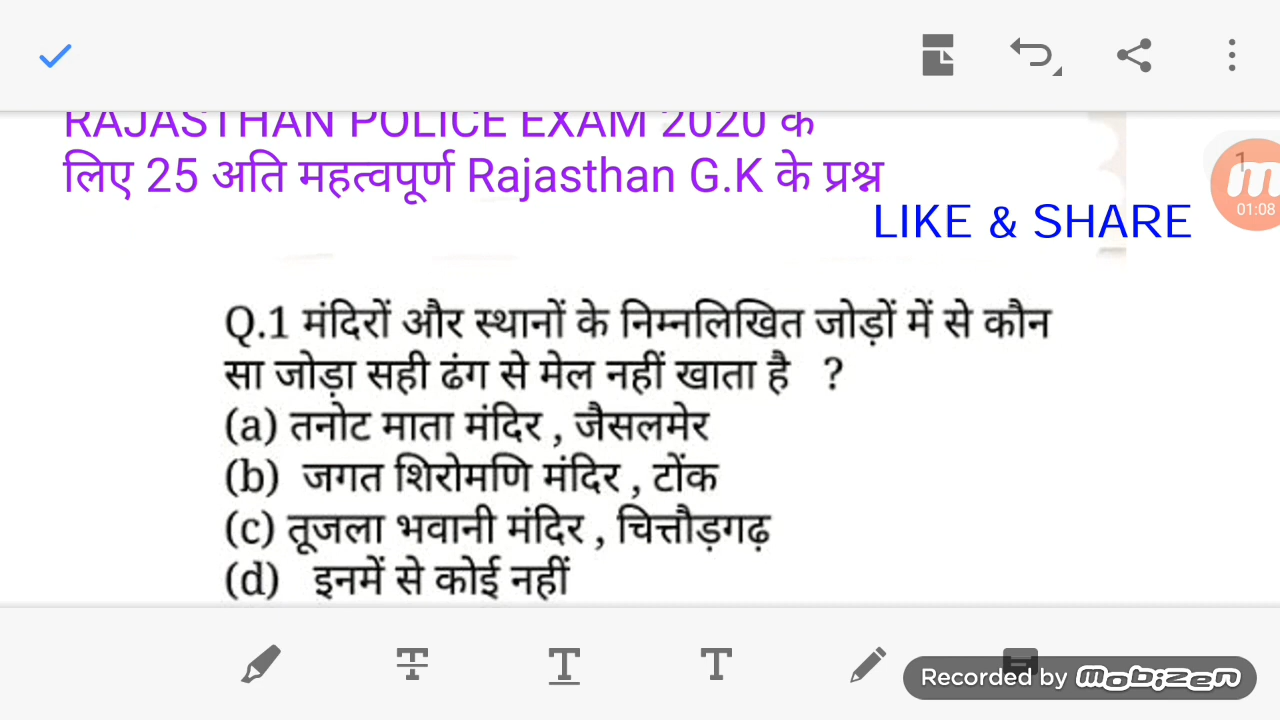 RAJASTHAN POLICE EXAM 2020 के
लिए 25 अति महत्वपूर्ण Rajasthan G.K के प्रश्न
LIKE & SHARE
1
01:08
Q.1 मंदिरों और स्थानों के निम्नलिखित जोड़ों में से कौन
सा जोड़ा सही ढंग से मेल नहीं खाता है ?
(a) तनोट माता मंदिर , जैसलमेर
(b) जगत शिरोमणि मंदिर , टोंक
(c) तूजला भवानी मंदिर , चित्तौड़गढ़
(d) इनमें से कोई नहीं
T T T
Recorded by mobizen